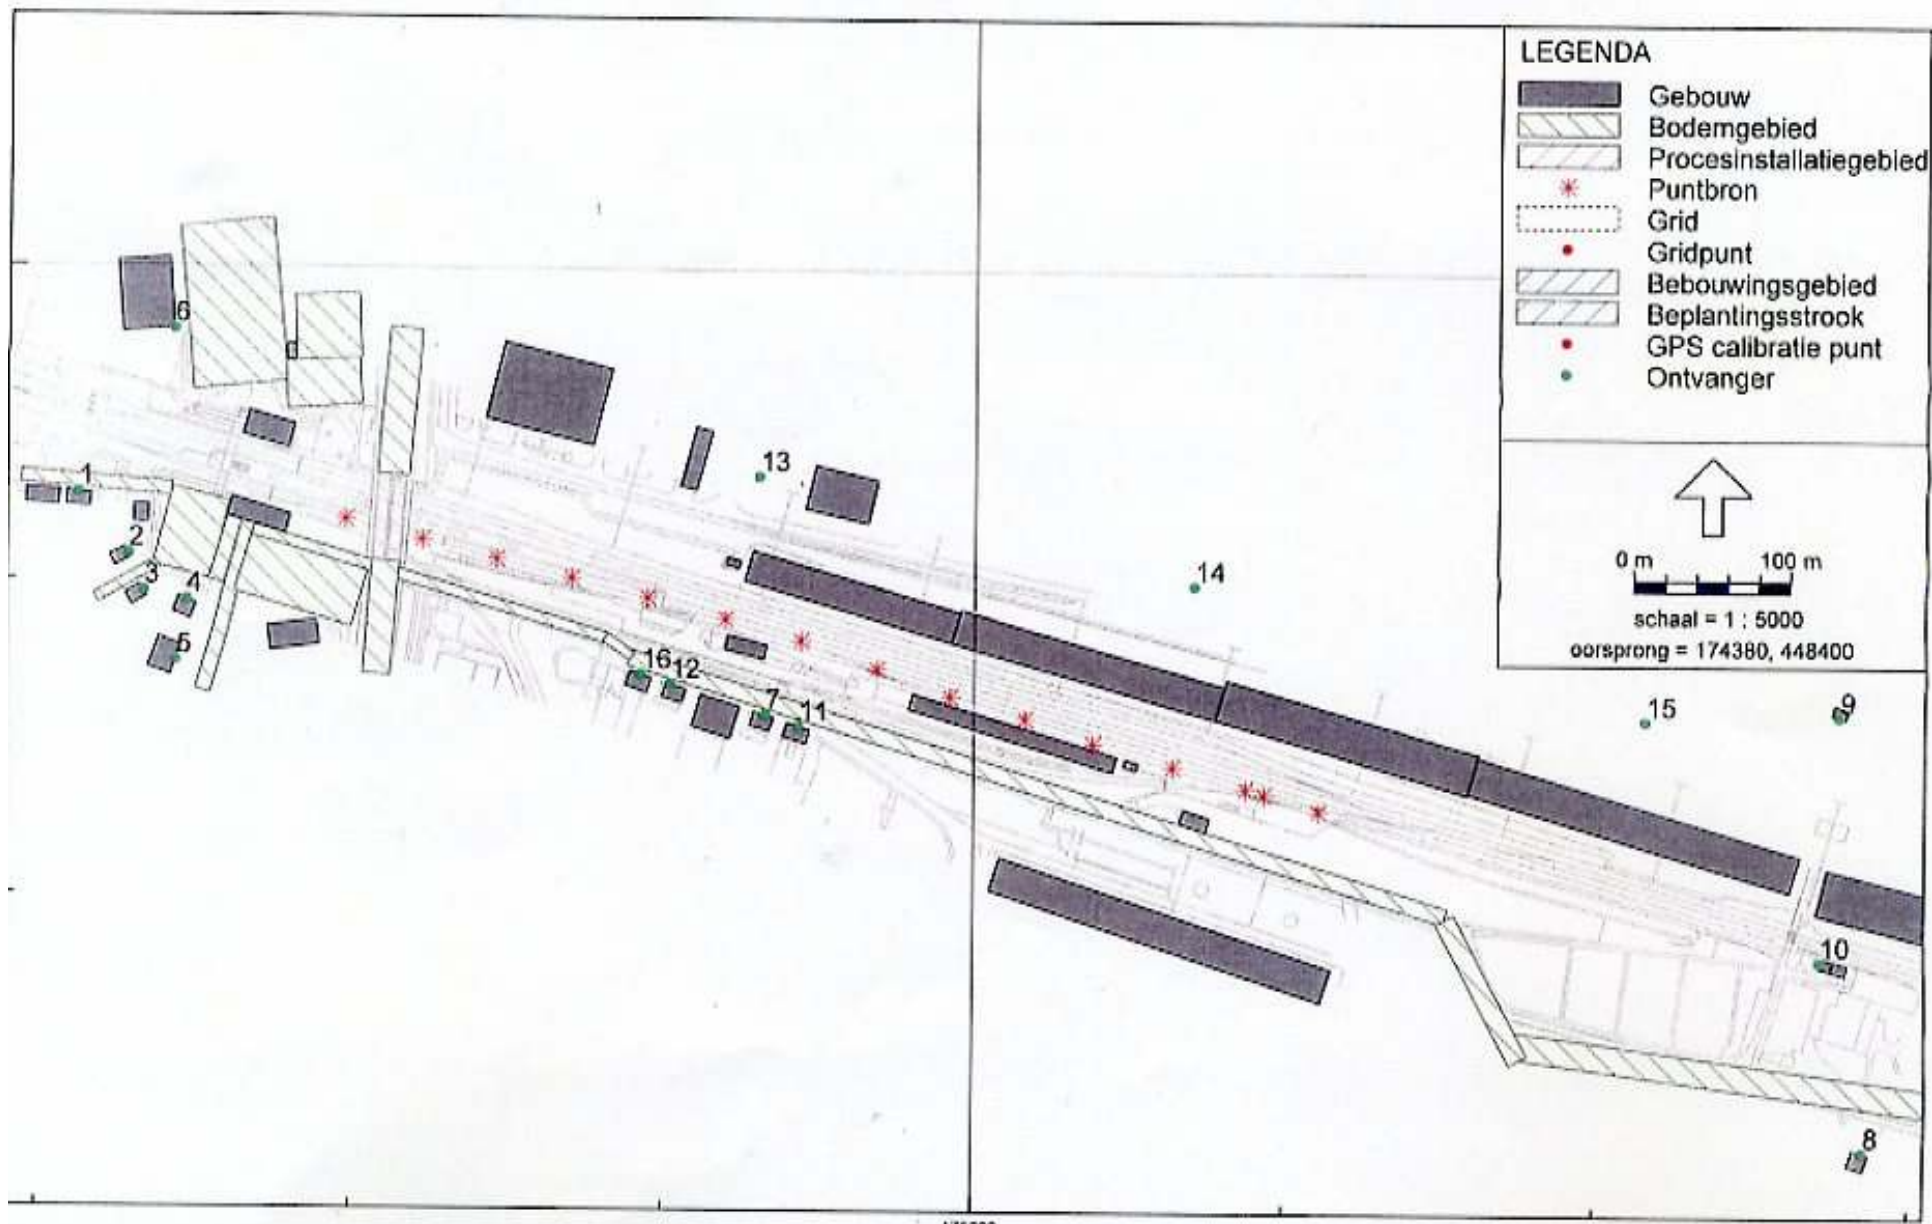 LEGENDA
Gebouw
Bodemgebied
Procesinstallatiegebied
Puntbron
Grid
Gridpunt
Bebouwingsgebied
Beplantingsstrook
GPS calibratie punt
Ontvanger
0 m 100 m
schaal = 1 : 5000
oorsprong = 174380, 448400
6
1
2
3
4
5
13
14
16
12
7
11
15
9
10
8